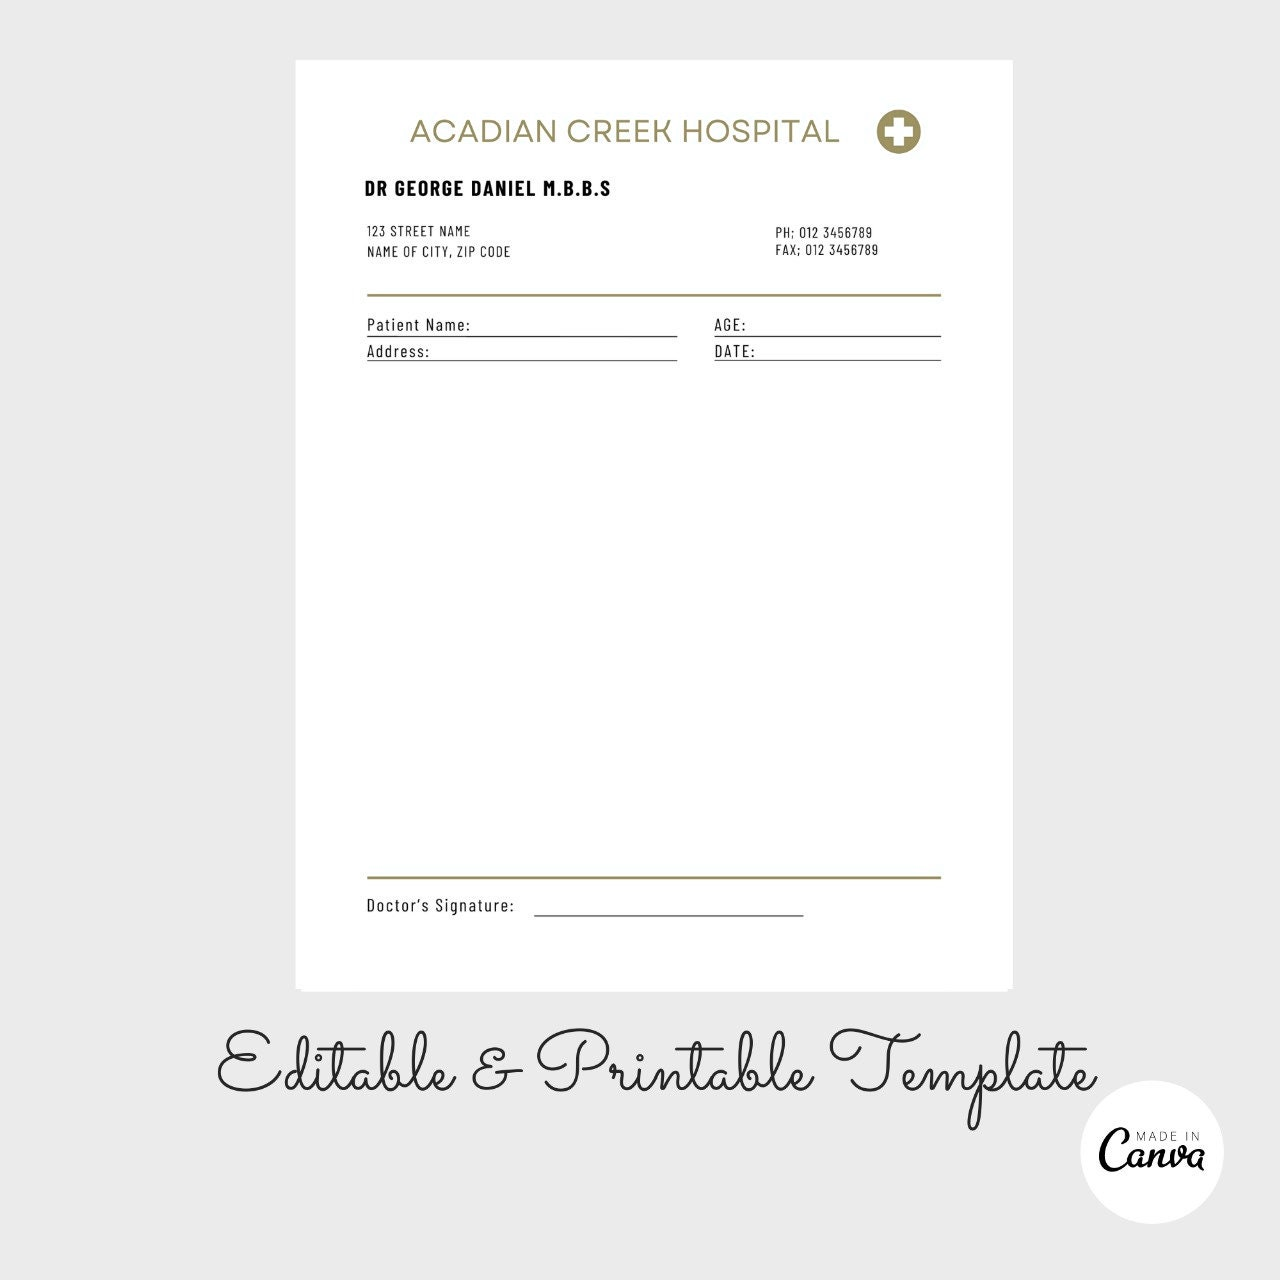 ACADIAN CREEK HOSPITAL
DR GEORGE DANIEL M.B.B.S
123 STREET NAME
NAME OF CITY, ZIP CODE
PH; 012 3456789
FAX; 012 3456789
Patient Name:
AGE:
Address:
DATE:
Doctor’s Signature:
Editable & Printable Template
MADE IN
Canva